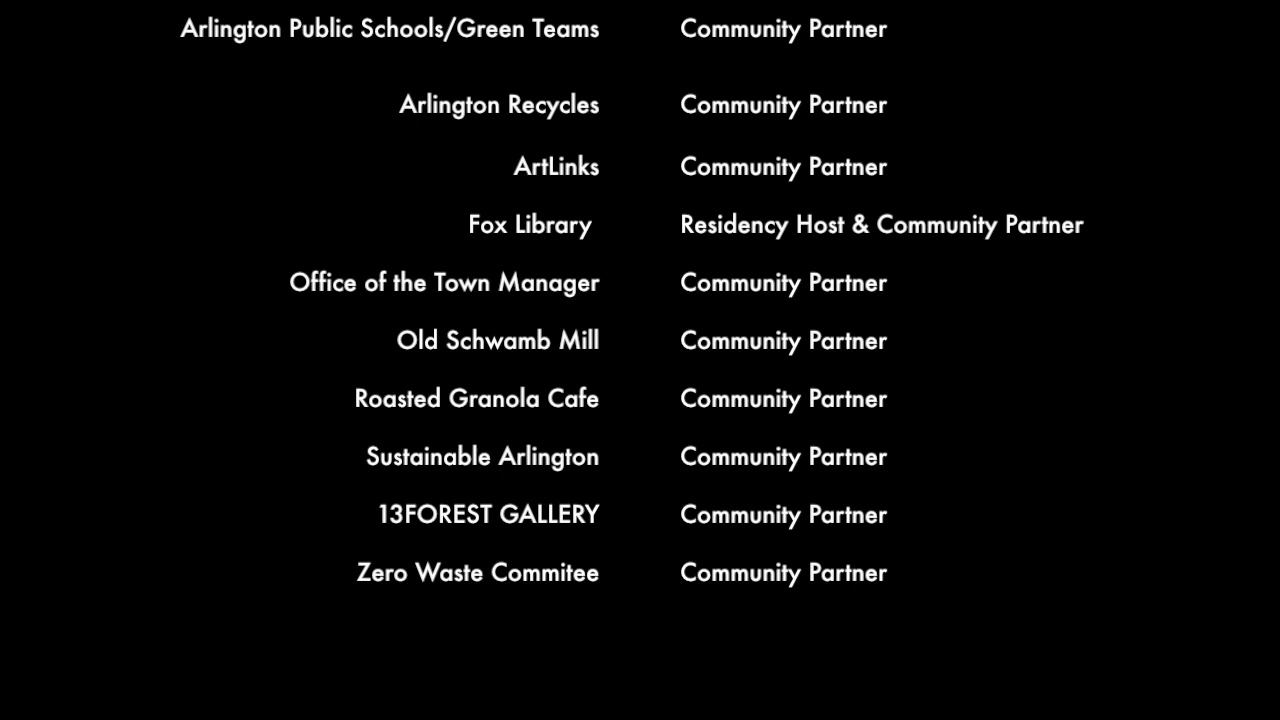 Arlington Public Schools/Green Teams Community Partner
Arlington Recycles Community Partner
ArtLinks Community Partner
Fox Library Residency Host & Community Partner
Office of the Town Manager Community Partner
Old Schwamb Mill Community Partner
Roasted Granola Cafe Community Partner
Sustainable Arlington Community Partner
13FOREST GALLERY Community Partner
Zero Waste Commitee Community Partner